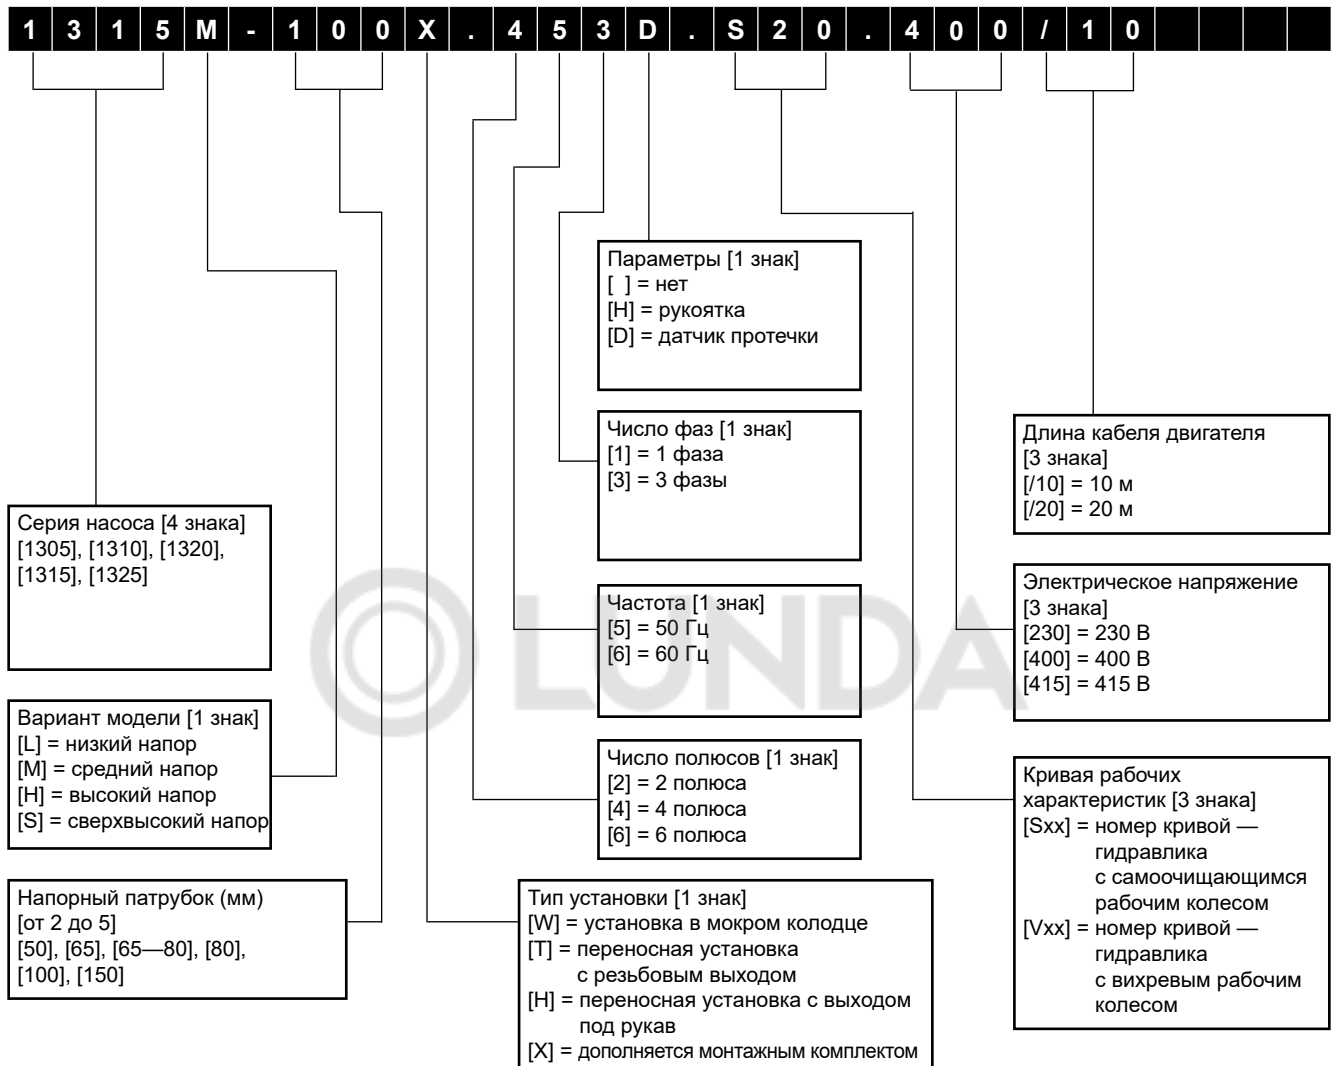 1315M-100X.453D.S20.400/10
Параметры [1 знак]
[ ] = нет
[H] = рукоятка
[D] = датчик протечки
Число фаз [1 знак]
[1] = 1 фаза
[3] = 3 фазы
Длина кабеля двигателя
[3 знака]
[/10] = 10 м
[/20] = 20 м
Серия насоса [4 знака]
[1305], [1310], [1320],
[1315], [1325]
Частота [1 знак]
[5] = 50 Гц
[6] = 60 Гц
Электрическое напряжение
[3 знака]
[230] = 230 В
[400] = 400 В
[415] = 415 В
LUNDA
Вариант модели [1 знак]
[L] = низкий напор
[M] = средний напор
[H] = высокий напор
[S] = сверхвысокий напор
Число полюсов [1 знак]
[2] = 2 полюса
[4] = 4 полюса
[6] = 6 полюса
Кривая рабочих
характеристик [3 знака]
[Sxx] = номер кривой —
гидравлика
с самоочищающимся
рабочим колесом
[Vxx] = номер кривой —
гидравлика
с вихревым рабочим
колесом
Напорный патрубок (мм)
[от 2 до 5]
[50], [65], [65—80], [80],
[100], [150]
Тип установки [1 знак]
[W] = установка в мокром колодце
[T] = переносная установка
с резьбовым выходом
[H] = переносная установка с выходом
под рукав
[X] = дополняется монтажным комплектом